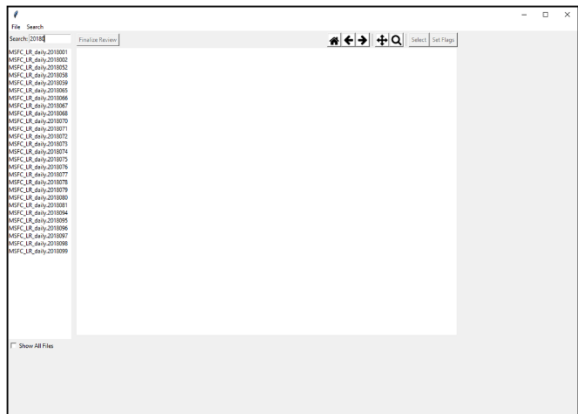 File Search
Search: 20180
Finalize Review
Select
Set Flags
MSFC_LR_daily.2018001
MSFC_LR_daily.2018002
MSFC_LR_daily.2018052
MSFC_LR_daily.2018058
MSFC_LR_daily.2018059
MSFC_LR_daily.2018065
MSFC_LR_daily.2018066
MSFC_LR_daily.2018067
MSFC_LR_daily.2018068
MSFC_LR_daily.2018070
MSFC_LR_daily.2018071
MSFC_LR_daily.2018072
MSFC_LR_daily.2018073
MSFC_LR_daily.2018074
MSFC_LR_daily.2018075
MSFC_LR_daily.2018076
MSFC_LR_daily.2018077
MSFC_LR_daily.2018078
MSFC_LR_daily.2018079
MSFC_LR_daily.2018080
MSFC_LR_daily.2018081
MSFC_LR_daily.2018094
MSFC_LR_daily.2018095
MSFC_LR_daily.2018096
MSFC_LR_daily.2018097
MSFC_LR_daily.2018098
MSFC_LR_daily.2018099
Show All Files